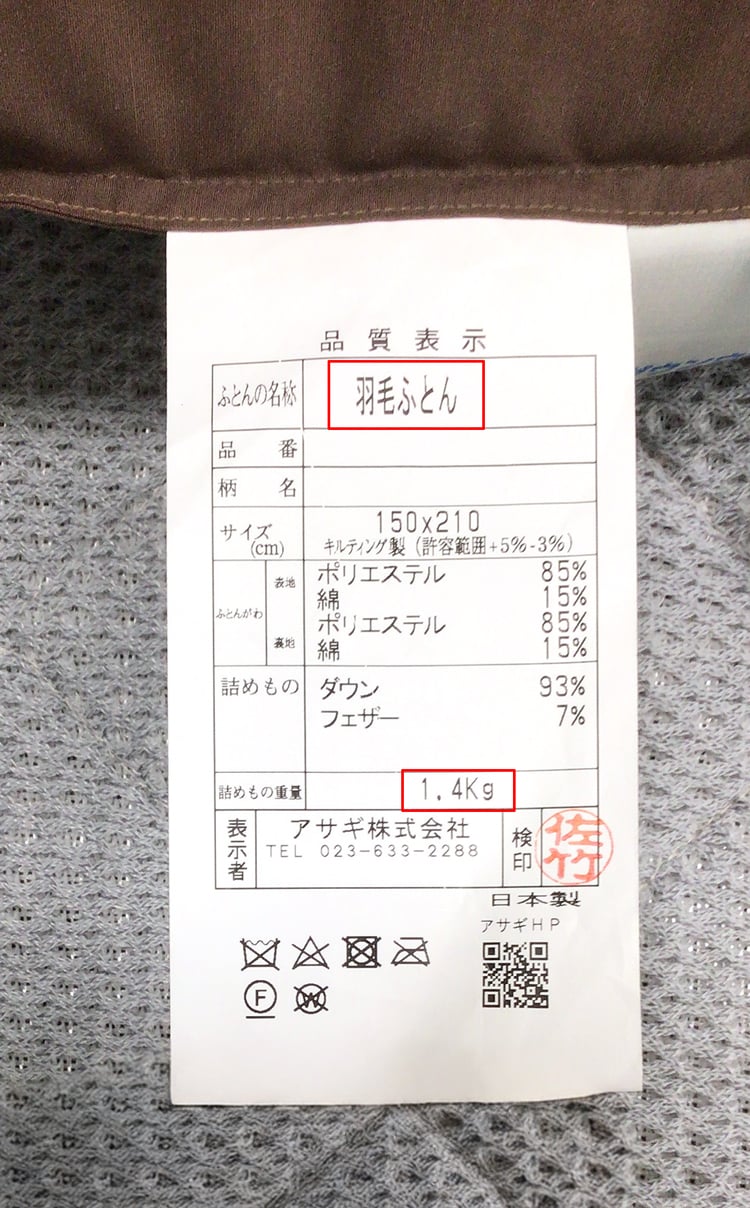 品質表示
ふとんの名称 羽毛ふとん
品番
柄名
サイズ(cm) 150x210
キルティング製(許容範囲+5%-3%)
ふとんがわ 表地 ポリエステル 85%
綿 15%
裏地 ポリエステル 85%
綿 15%
詰めもの ダウン 93%
フェザー 7%
詰めもの重量 1.4Kg
表示者 アサギ株式会社
TEL 023-633-2288
検印 佐竹
日本製
アサギHP
F
W